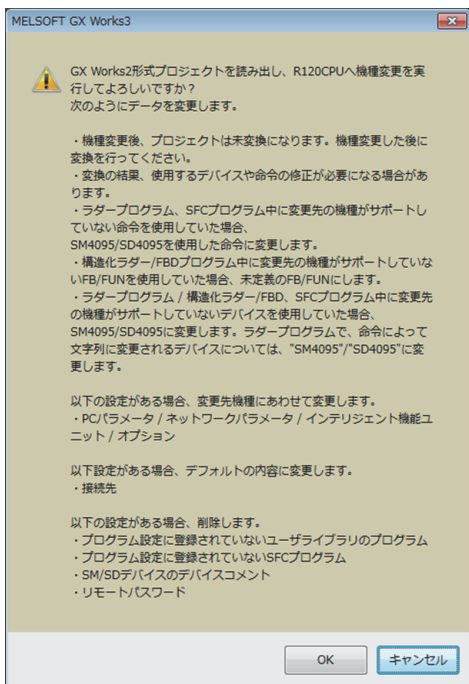 MELSOFT GX Works3
GX Works2形式プロジェクトを読み出し、R120CPUへ機種変更を実
行してよろしいですか？
次のようにデータを変更します。
・機種変更後、プロジェクトは未変換になります。機種変更した後に
変換を行ってください。
・変換の結果、使用するデバイスや命令の修正が必要になる場合があ
ります。
・ラダープログラム、SFCプログラム中に変更先の機種がサポートし
ていない命令を使用していた場合、
SM4095/SD4095を使用した命令に変更します。
・構造化ラダー/FBDプログラム中に変更先の機種がサポートしていな
いFB/FUNを使用していた場合、未定義のFB/FUNにします。
・ラダープログラム / 構造化ラダー/FBD、SFCプログラム中に変更先
の機種がサポートしていないデバイスを使用していた場合、
SM4095/SD4095に変更します。ラダープログラムで、命令によって
文字列に変更されるデバイスについては、"SM4095"/"SD4095"に変
更します。
以下の設定がある場合、変更先機種にあわせて変更します。
・PCパラメータ / ネットワークパラメータ / インテリジェント機能ユ
ニット / オプション
以下設定がある場合、デフォルトの内容に変更します。
・接続先
以下の設定がある場合、削除します。
・プログラム設定に登録されていないユーザライブラリのプログラム
・プログラム設定に登録されていないSFCプログラム
・SM/SDデバイスのデバイスコメント
・リモートパスワード
OK キャンセル